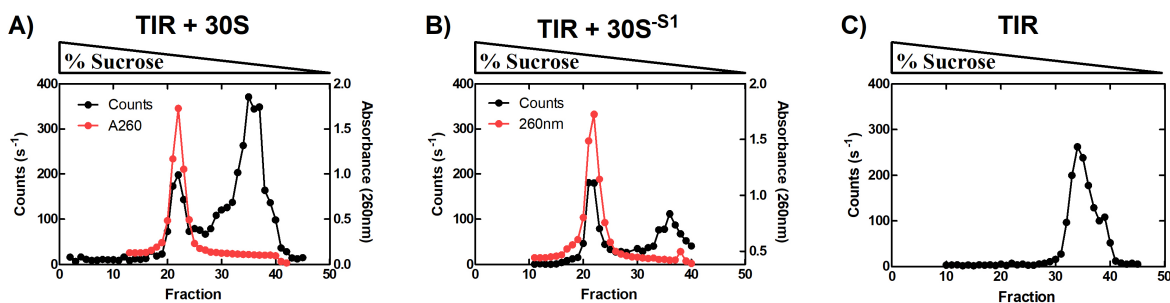 A) TIR + 30S
% Sucrose
Counts (s-1)
400
300
200
100
0
Counts
A260
2.0
1.5
1.0
0.5
0.0
Absorbance (260nm)
0 10 20 30 40 50
Fraction
B) TIR + 30S-S1
% Sucrose
Counts (s-1)
400
300
200
100
0
Counts
260nm
2.0
1.5
1.0
0.5
Absorbance (260nm)
0 10 20 30 40 50
Fraction
C) TIR
% Sucrose
Counts (s-1)
400
300
200
100
0
0 10 20 30 40 50
Fraction